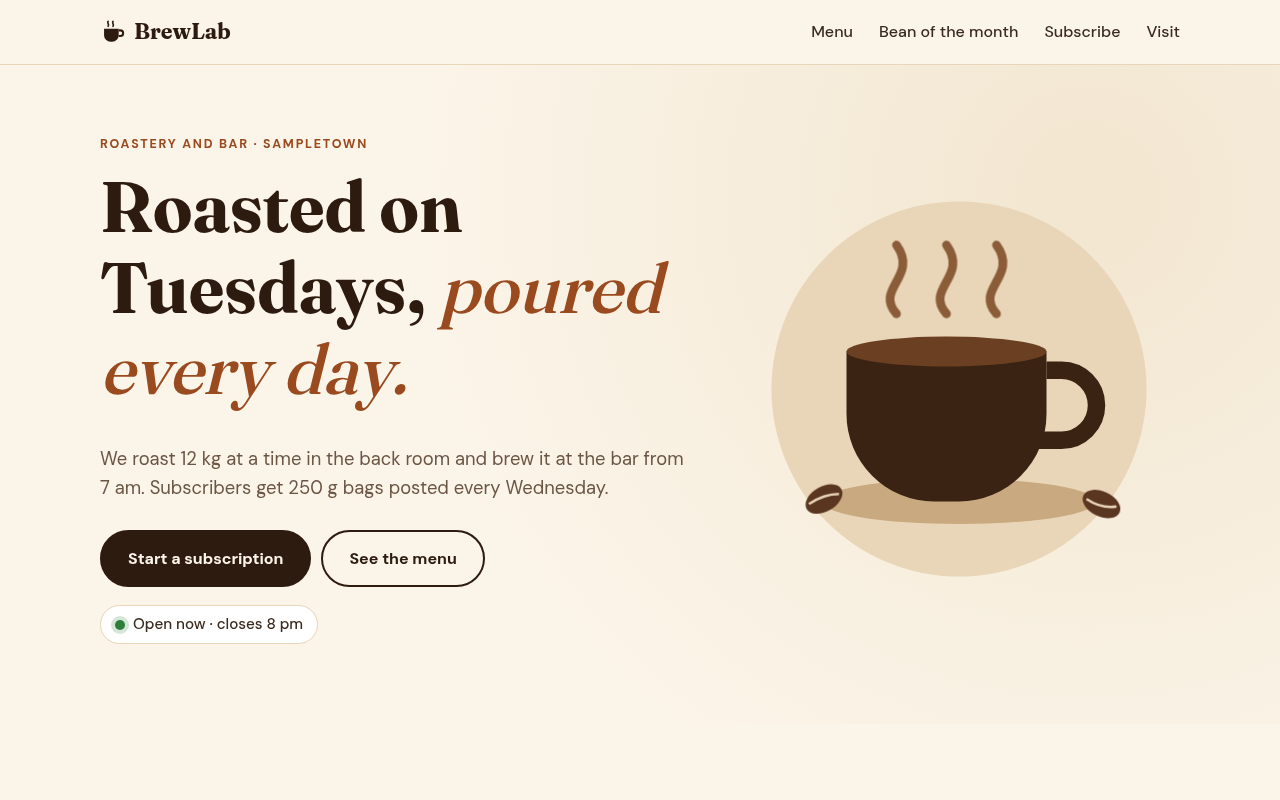 BrewLab
Menu
Bean of the month
Subscribe
Visit
ROASTERY AND BAR · SAMPLETOWN
Roasted on
Tuesdays, poured
every day.
We roast 12 kg at a time in the back room and brew it at the bar from
7 am. Subscribers get 250 g bags posted every Wednesday.
Start a subscription
See the menu
Open now · closes 8 pm